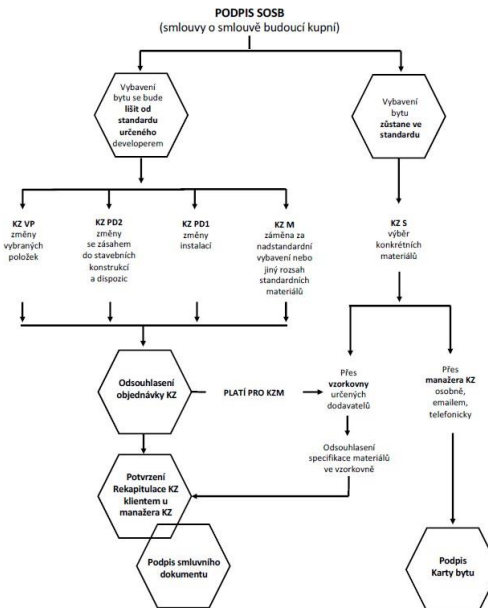 PODPIS SOSB
(smlouvy o smlouvě budoucí kupní)
Vybavení
bytu se bude
lišit od
standardu
určeného
developerem
Vybavení
bytu
zůstane ve
standardu
KZ VP
změny
vybraných
položek
KZ PD2
změny
se zásahem
do stavebních
konstrukcí
a dispozic
KZ PD1
změny
instalací
KZ M
záměna za
nadstandardní
vybavení nebo
jiný rozsah
standardních
materiálů
KZ S
výběr
konkrétních
materiálů
Odsouhlasení
objednávky KZ
PLATÍ PRO KZM
Přes
vzorkovny
určených
dodavatelů
Přes
manažera KZ
osobně,
emailem,
telefonicky
Odsouhlasení
specifikace materiálů
ve vzorkovně
Potvrzení
Rekapitulace KZ
klientem u
manažera KZ
Podpis smluvního
dokumentu
Podpis
Karty bytu